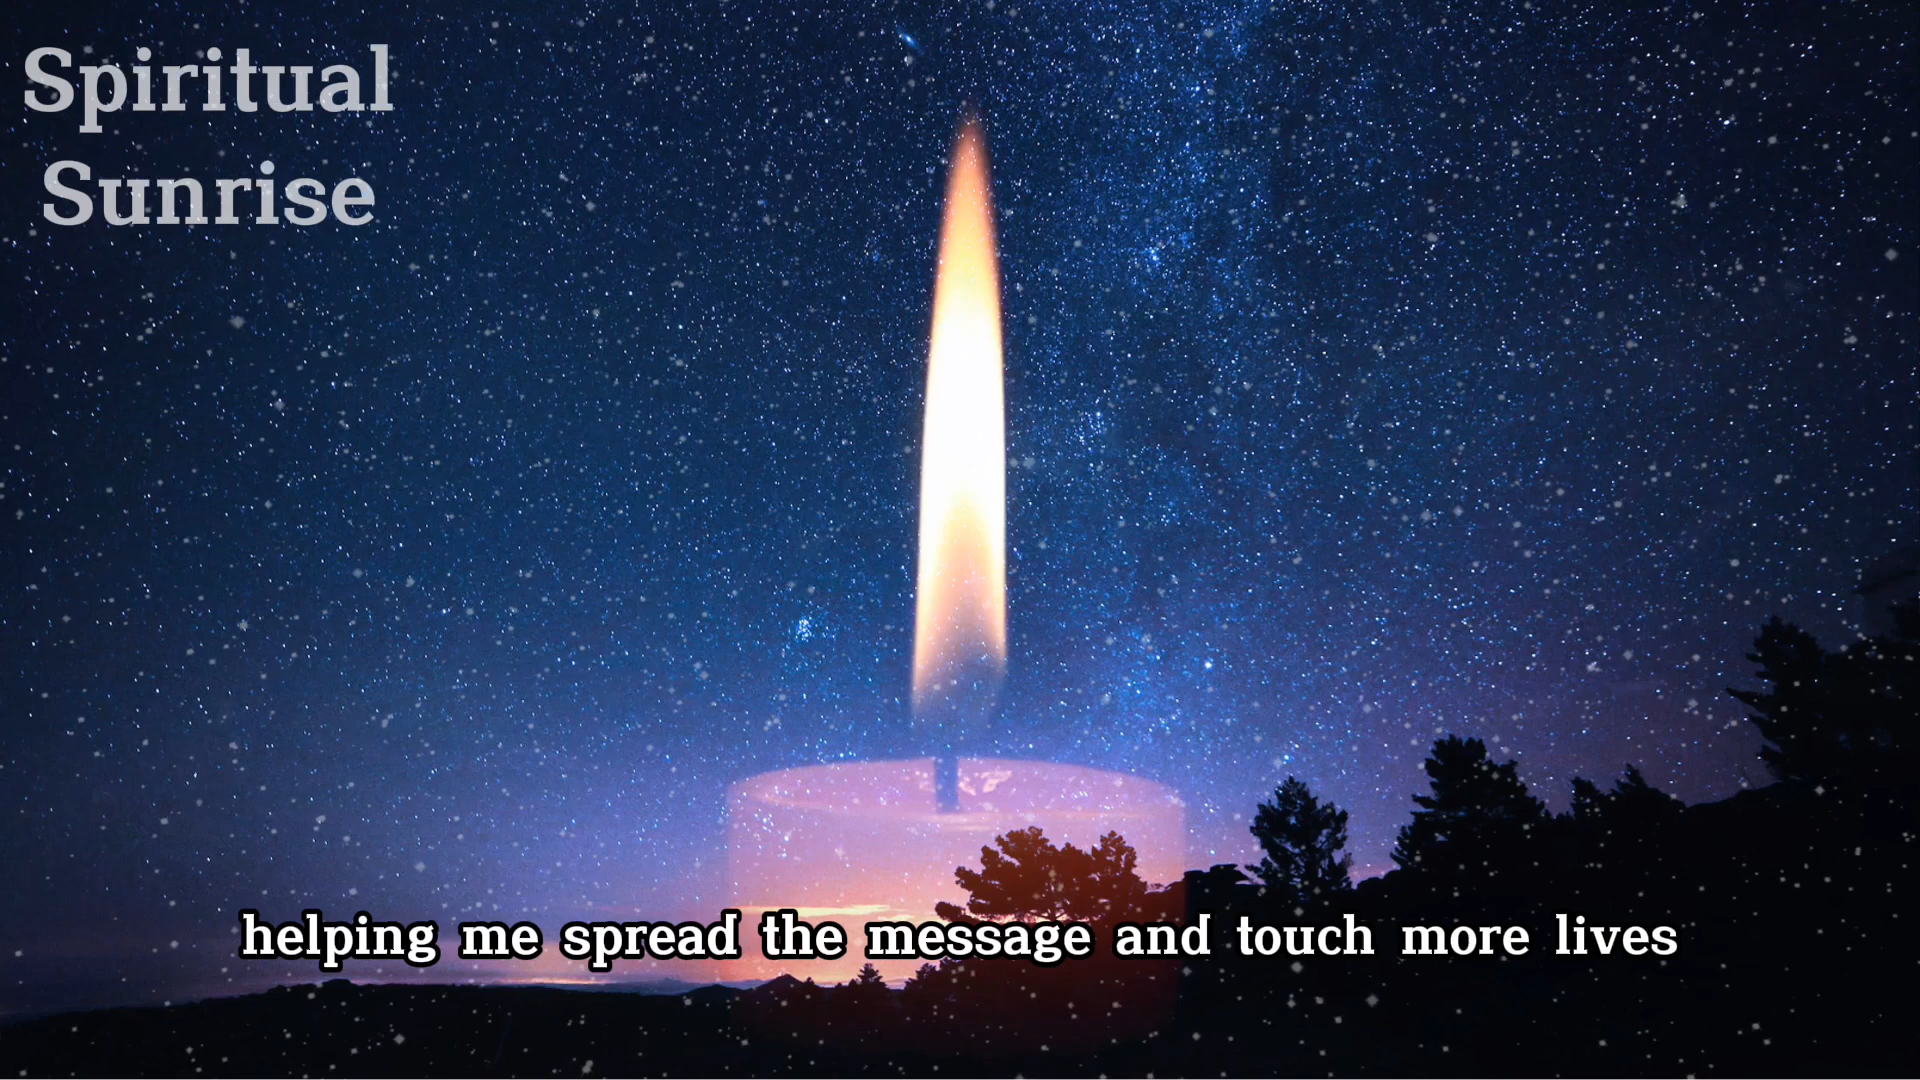 Spiritual
Sunrise
helping me spread the message and touch more lives